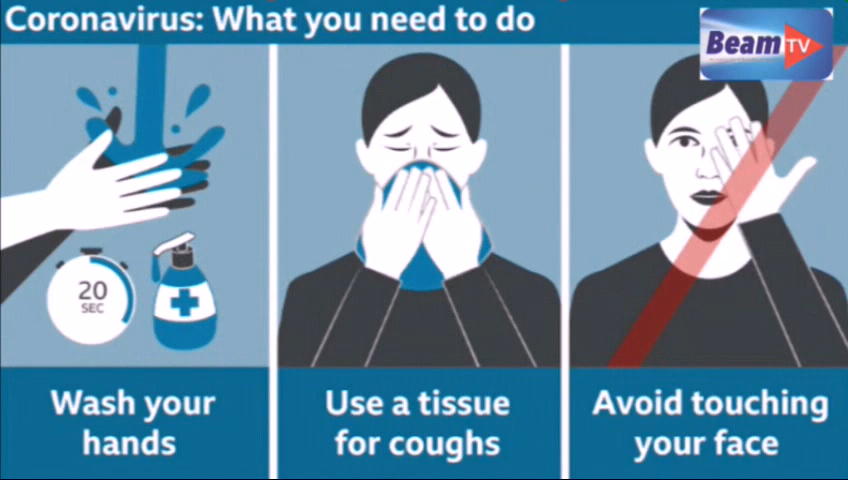 Coronavirus: What you need to do
Beam TV
20
SEC
Wash your
hands
Use a tissue
for coughs
Avoid touching
your face